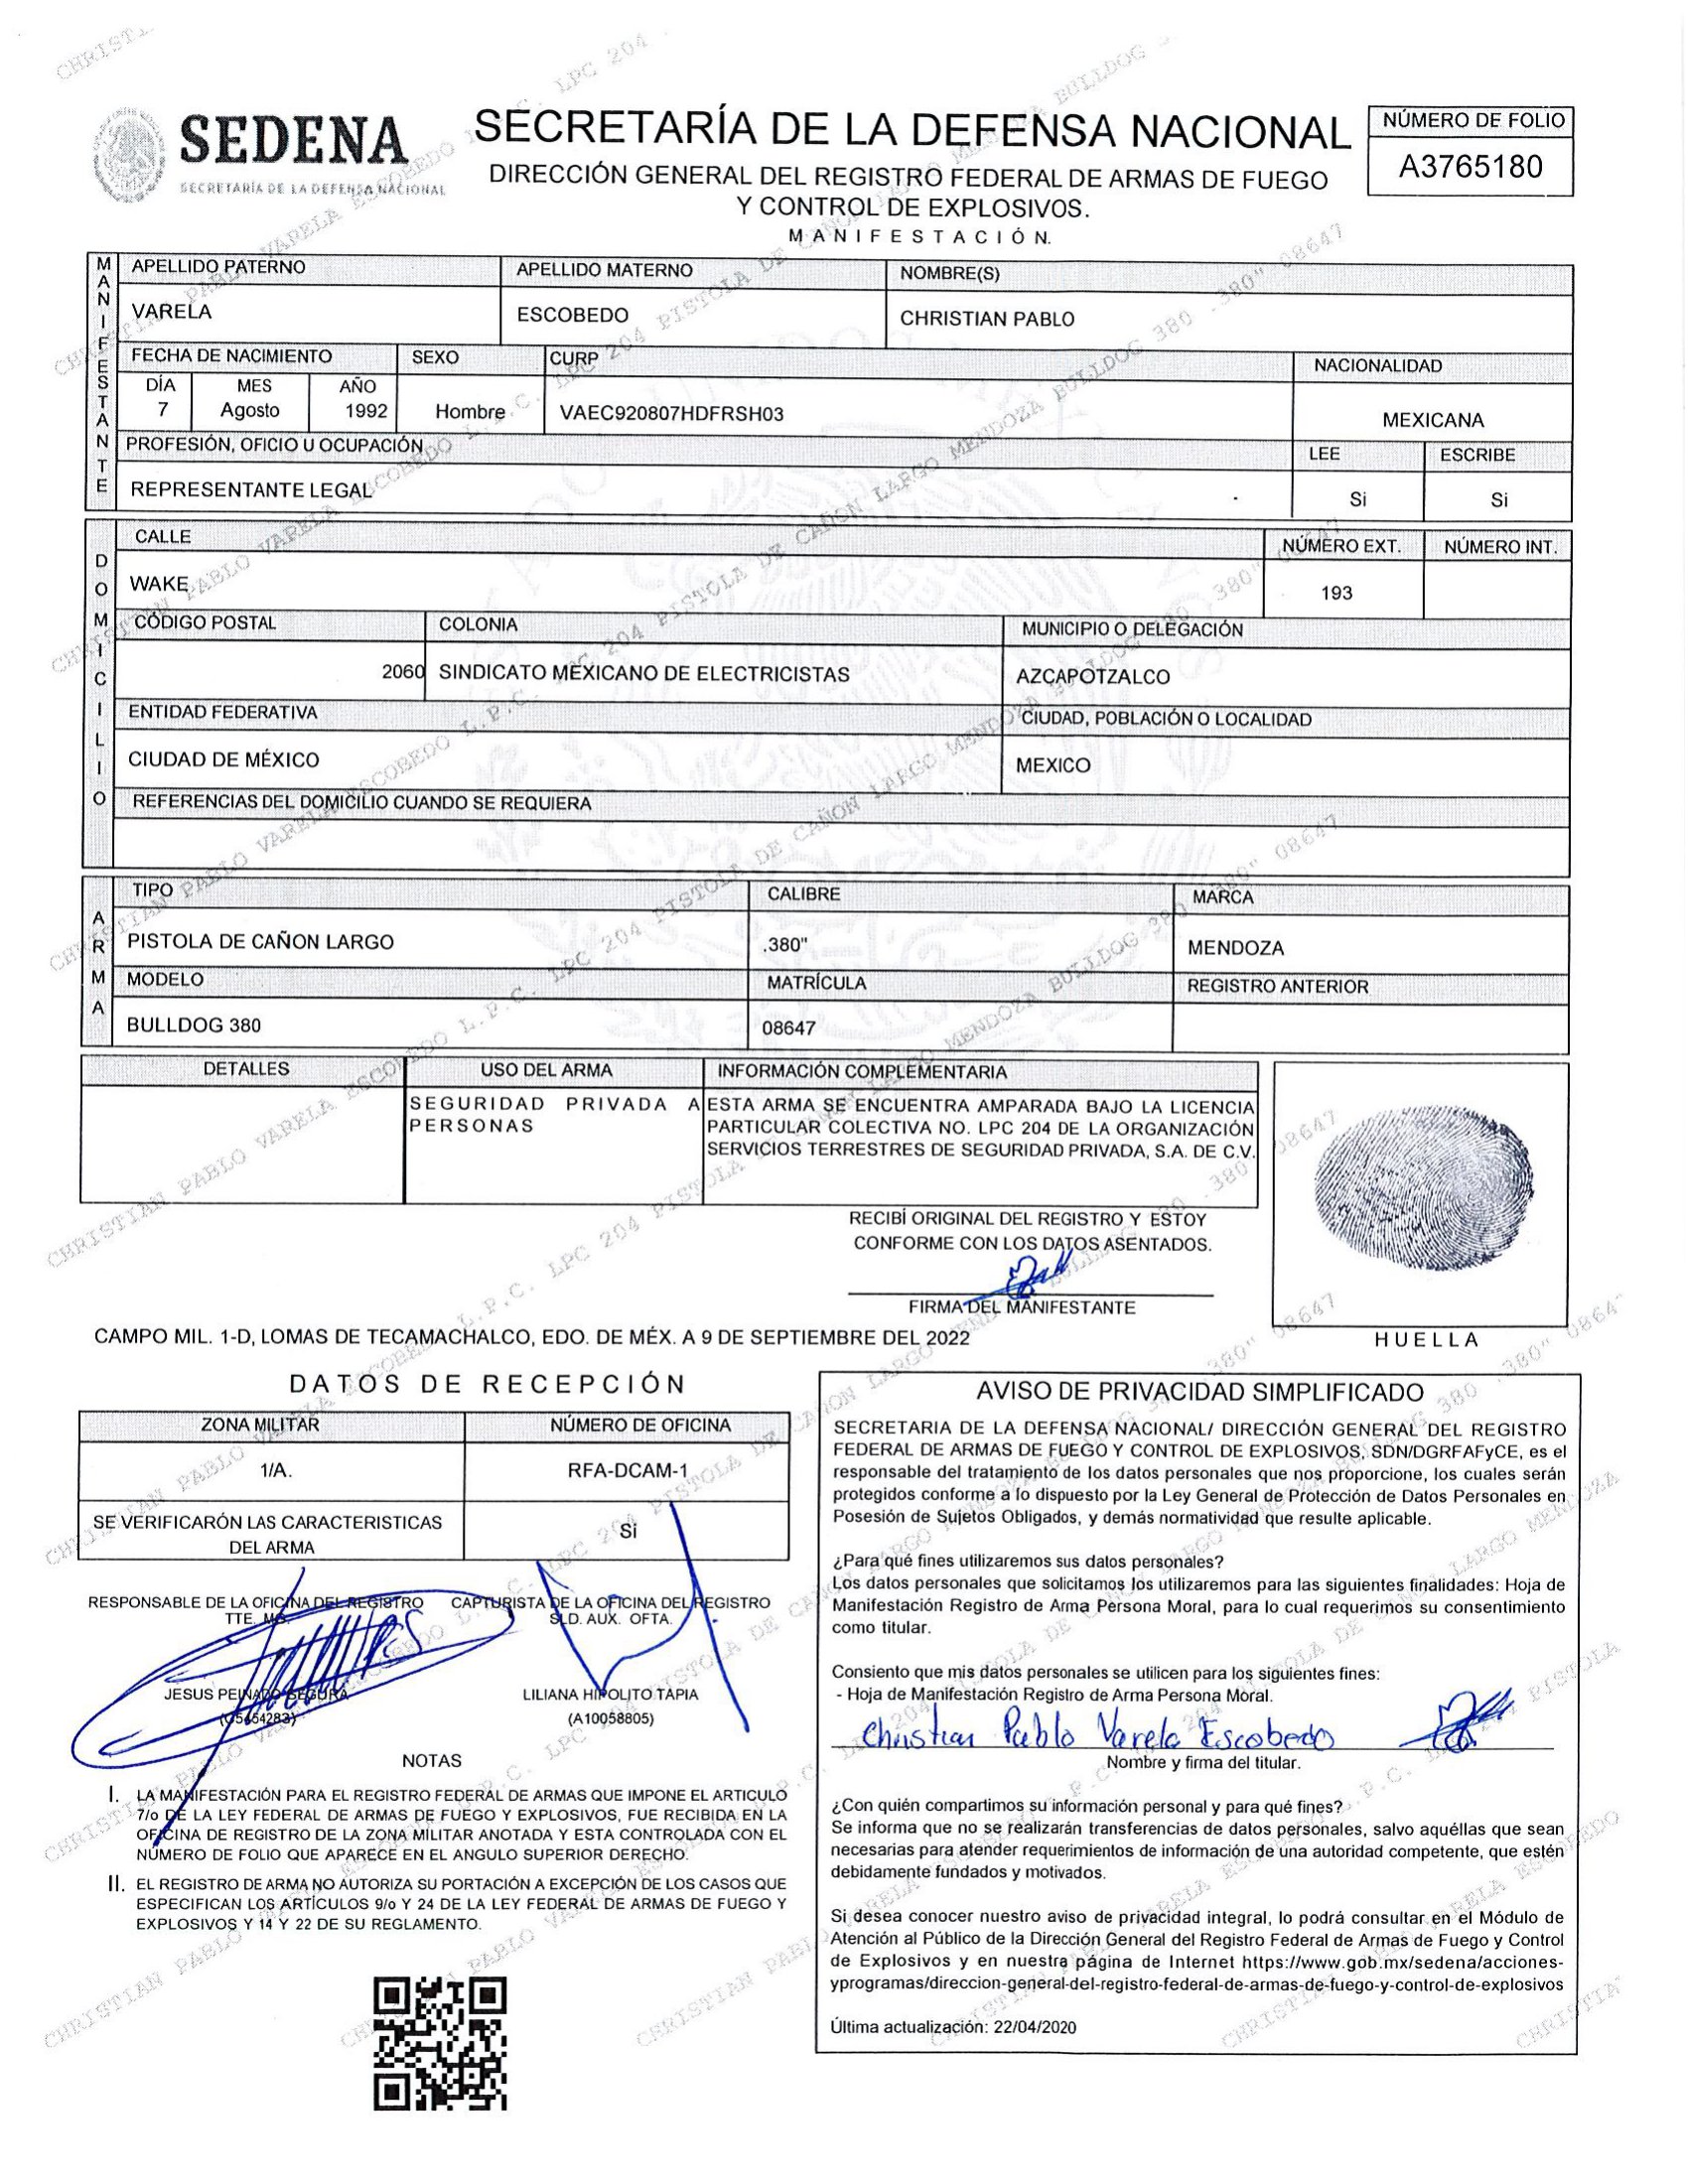 SEDENA
SECRETARÍA DE LA DEFENSA NACIONAL
SECRETARÍA DE LA DEFENSA NACIONAL
DIRECCIÓN GENERAL DEL REGISTRO FEDERAL DE ARMAS DE FUEGO
Y CONTROL DE EXPLOSIVOS.
MANIFESTACIÓN.
NÚMERO DE FOLIO
A3765180
MANIFESTANTE
APELLIDO PATERNO APELLIDO MATERNO NOMBRE(S)
VARELA ESCOBEDO CHRISTIAN PABLO
FECHA DE NACIMIENTO SEXO CURP NACIONALIDAD
DÍA MES AÑO
7 Agosto 1992 Hombre VAEC920807HDFRSH03 MEXICANA
PROFESIÓN, OFICIO U OCUPACIÓN LEE ESCRIBE
REPRESENTANTE LEGAL Si Si
DOMICILIO
CALLE NÚMERO EXT. NÚMERO INT.
WAKE 193
CÓDIGO POSTAL COLONIA MUNICIPIO O DELEGACIÓN
2060 SINDICATO MEXICANO DE ELECTRICISTAS AZCAPOTZALCO
ENTIDAD FEDERATIVA CIUDAD, POBLACIÓN O LOCALIDAD
CIUDAD DE MÉXICO MEXICO
REFERENCIAS DEL DOMICILIO CUANDO SE REQUIERA
ARMA
TIPO CALIBRE MARCA
PISTOLA DE CAÑON LARGO .380" MENDOZA
MODELO MATRÍCULA REGISTRO ANTERIOR
BULLDOG 380 08647
DETALLES USO DEL ARMA INFORMACIÓN COMPLEMENTARIA
SEGURIDAD PRIVADA A
PERSONAS
ESTA ARMA SE ENCUENTRA AMPARADA BAJO LA LICENCIA
PARTICULAR COLECTIVA NO. LPC 204 DE LA ORGANIZACIÓN
SERVICIOS TERRESTRES DE SEGURIDAD PRIVADA, S.A. DE C.V.
RECIBÍ ORIGINAL DEL REGISTRO Y ESTOY
CONFORME CON LOS DATOS ASENTADOS.
FIRMA DEL MANIFESTANTE
HUELLA
CAMPO MIL. 1-D, LOMAS DE TECAMACHALCO, EDO. DE MÉX. A 9 DE SEPTIEMBRE DEL 2022
DATOS DE RECEPCIÓN
ZONA MILITAR NÚMERO DE OFICINA
1/A. RFA-DCAM-1
SE VERIFICARÓN LAS CARACTERISTICAS
DEL ARMA
Si
RESPONSABLE DE LA OFICINA DEL REGISTRO
TTE.
JESUS PEINADO SEGURA
CAPTURISTA DE LA OFICINA DEL REGISTRO
SLD. AUX. OFTA.
LILIANA HIPOLITO TAPIA
(A10058805)
NOTAS
I. LA MANIFESTACIÓN PARA EL REGISTRO FEDERAL DE ARMAS QUE IMPONE EL ARTICULO
7/o DE LA LEY FEDERAL DE ARMAS DE FUEGO Y EXPLOSIVOS, FUE RECIBIDA EN LA
OFICINA DE REGISTRO DE LA ZONA MILITAR ANOTADA Y ESTA CONTROLADA CON EL
NÚMERO DE FOLIO QUE APARECE EN EL ANGULO SUPERIOR DERECHO.
II. EL REGISTRO DE ARMA NO AUTORIZA SU PORTACIÓN A EXCEPCIÓN DE LOS CASOS QUE
ESPECIFICAN LOS ARTÍCULOS 9/o Y 24 DE LA LEY FEDERAL DE ARMAS DE FUEGO Y
EXPLOSIVOS Y 14 Y 22 DE SU REGLAMENTO.
AVISO DE PRIVACIDAD SIMPLIFICADO
SECRETARIA DE LA DEFENSA NACIONAL/ DIRECCIÓN GENERAL DEL REGISTRO
FEDERAL DE ARMAS DE FUEGO Y CONTROL DE EXPLOSIVOS, SDN/DGRFAFyCE, es el
responsable del tratamiento de los datos personales que nos proporcione, los cuales serán
protegidos conforme a lo dispuesto por la Ley General de Protección de Datos Personales en
Posesión de Sujetos Obligados, y demás normatividad que resulte aplicable.
¿Para qué fines utilizaremos sus datos personales?
Los datos personales que solicitamos los utilizaremos para las siguientes finalidades: Hoja de
Manifestación Registro de Arma Persona Moral, para lo cual requerimos su consentimiento
como titular.
Consiento que mis datos personales se utilicen para los siguientes fines:
- Hoja de Manifestación Registro de Arma Persona Moral.
Christian Pablo Varela Escobedo
Nombre y firma del titular.
¿Con quién compartimos su información personal y para qué fines?
Se informa que no se realizarán transferencias de datos personales, salvo aquéllas que sean
necesarias para atender requerimientos de información de una autoridad competente, que estén
debidamente fundados y motivados.
Si desea conocer nuestro aviso de privacidad integral, lo podrá consultar en el Módulo de
Atención al Público de la Dirección General del Registro Federal de Armas de Fuego y Control
de Explosivos y en nuestra página de Internet https://www.gob.mx/sedena/acciones-
yprogramas/direccion-general-del-registro-federal-de-armas-de-fuego-y-control-de-explosivos
Última actualización: 22/04/2020